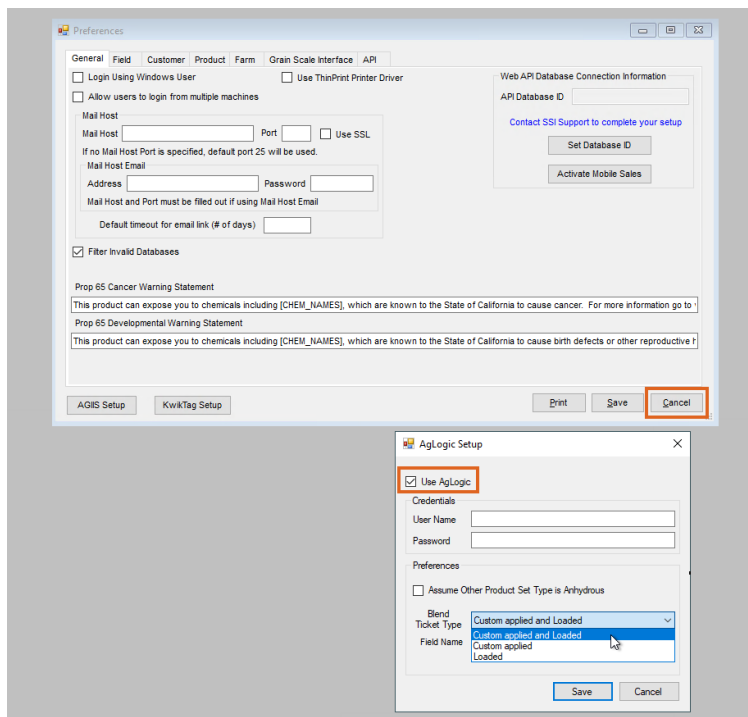 Preferences
General Field Customer Product Farm Grain Scale Interface API
Login Using Windows User
Use ThinPrint Printer Driver
Allow users to login from multiple machines
Mail Host
Mail Host Port Use SSL
If no Mail Host Port is specified, default port 25 will be used.
Mail Host Email
Address Password
Mail Host and Port must be filled out if using Mail Host Email
Default timeout for email link (# of days)
Filter Invalid Databases
Web API Database Connection Information
API Database ID
Contact SSI Support to complete your setup
Set Database ID
Activate Mobile Sales
Prop 65 Cancer Warning Statement
This product can expose you to chemicals including [CHEM_NAMES], which are known to the State of California to cause cancer. For more information go to
Prop 65 Developmental Warning Statement
This product can expose you to chemicals including [CHEM_NAMES], which are known to the State of California to cause birth defects or other reproductive
AGIIS Setup KwikTag Setup Print Save Cancel
AgLogic Setup
Use AgLogic
Credentials
User Name
Password
Preferences
Assume Other Product Set Type is Anhydrous
Blend
Ticket Type Custom applied and Loaded
Custom applied and Loaded
Field Name Custom applied
Loaded
Save Cancel